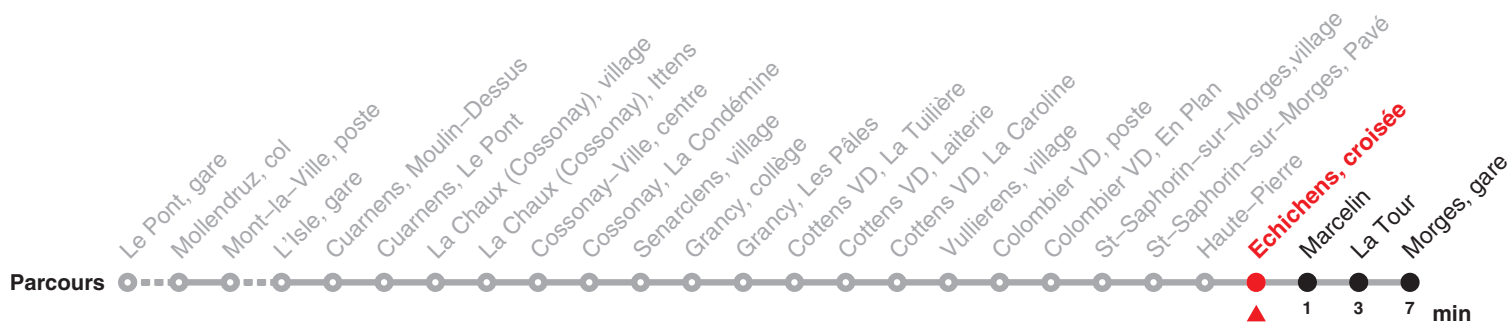 Le Pont, gare
Mollendruz, col
Mont–la–Ville, poste
L'Isle, gare
Cuarnens, Moulin–Dessus
Cuarnens, Le Pont
La Chaux (Cossonay), village
La Chaux (Cossonay), Ittens
Cossonay–Ville, centre
Cossonay, La Condémine
Senarclens, village
Grancy, collège
Grancy, Les Pâles
Cottens VD, La Tuilière
Cottens VD, Laiterie
Cottens VD, La Caroline
Vullierens, village
Colombier VD, poste
Colombier VD, En Plan
St–Saphorin–sur–Morges,village
St–Saphorin–sur–Morges, Pavé
Haute–Pierre
Echichens, croisée
Marcelin
La Tour
Morges, gare
Parcours
1 3 7 min